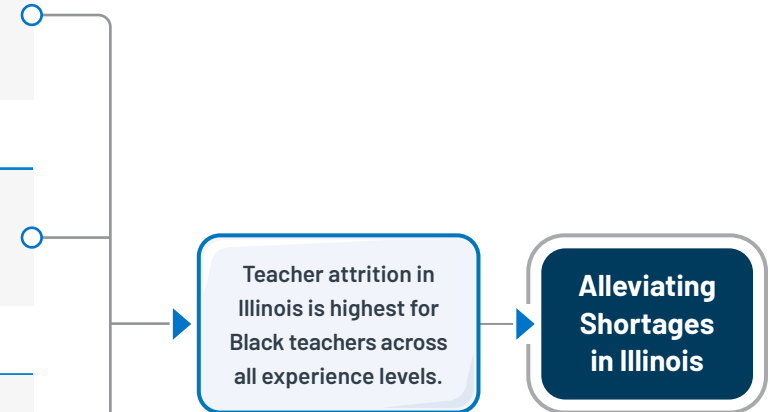 Teacher attrition in
Illinois is highest for
Black teachers across
all experience levels.
Alleviating
Shortages
in Illinois